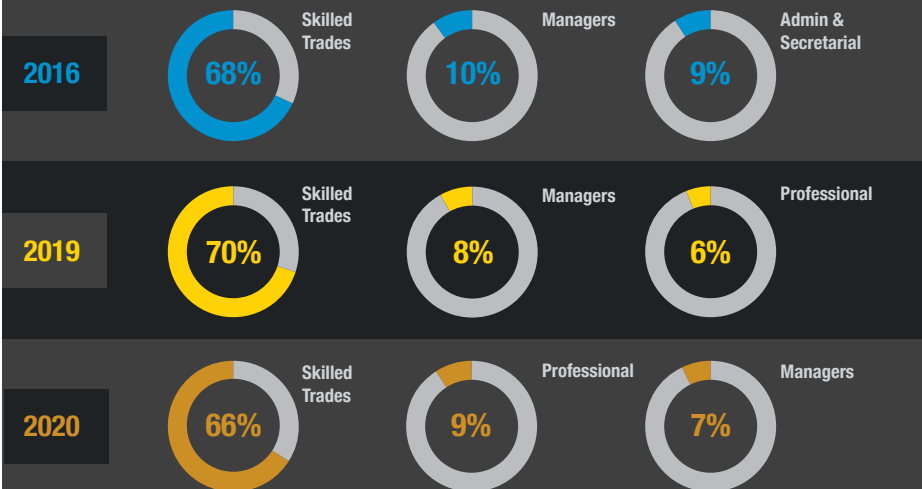 2016
68%
Skilled
Trades
10%
Managers
9%
Admin &
Secretarial
2019
70%
Skilled
Trades
8%
Managers
6%
Professional
2020
66%
Skilled
Trades
9%
Professional
7%
Managers